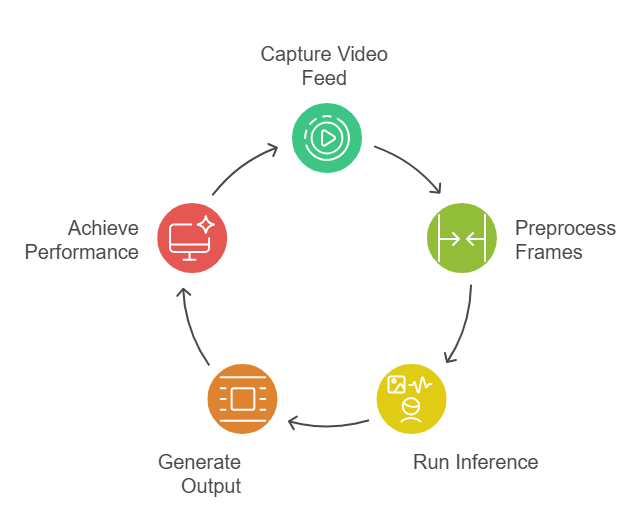 Capture Video
Feed
Preprocess
Frames
Run Inference
Generate
Output
Achieve
Performance